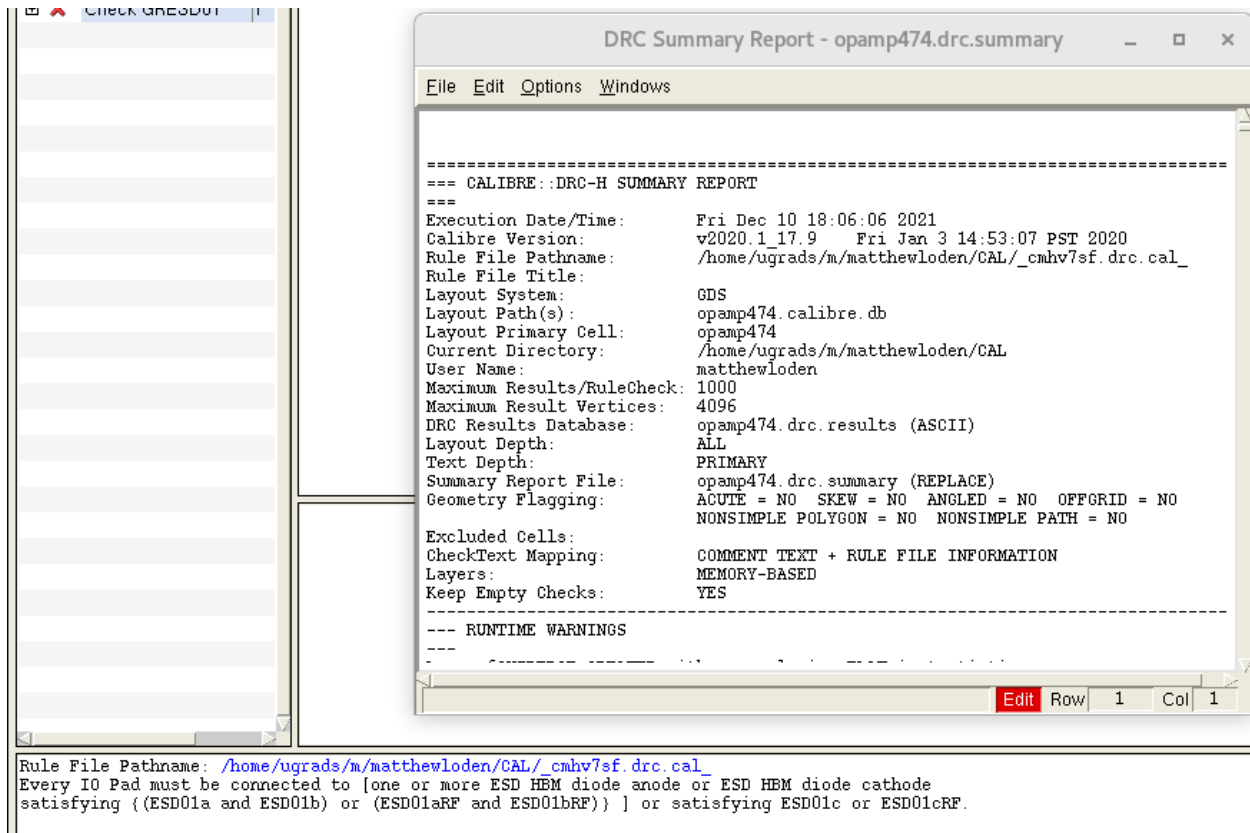 Check GRESD01
DRC Summary Report - opamp474.drc.summary
File Edit Options Windows
================================================================================
=== CALIBRE::DRC-H SUMMARY REPORT
===
Execution Date/Time: Fri Dec 10 18:06:06 2021
Calibre Version: v2020.1_17.9 Fri Jan 3 14:53:07 PST 2020
Rule File Pathname: /home/ugrads/m/matthewloden/CAL/_cmhv7sf.drc.cal_
Rule File Title:
Layout System: GDS
Layout Path(s): opamp474.calibre.db
Layout Primary Cell: opamp474
Current Directory: /home/ugrads/m/matthewloden/CAL
User Name: matthewloden
Maximum Results/RuleCheck: 1000
Maximum Result Vertices: 4096
DRC Results Database: opamp474.drc.results (ASCII)
Layout Depth: ALL
Text Depth: PRIMARY
Summary Report File: opamp474.drc.summary (REPLACE)
Geometry Flagging: ACUTE = NO SKEW = NO ANGLED = NO OFFGRID = NO
NONSIMPLE POLYGON = NO NONSIMPLE PATH = NO
Excluded Cells:
CheckText Mapping: COMMENT TEXT + RULE FILE INFORMATION
Layers: MEMORY-BASED
Keep Empty Checks: YES
--------------------------------------------------------------------------------
--- RUNTIME WARNINGS
---
Edit Row 1 Col 1
Rule File Pathname: /home/ugrads/m/matthewloden/CAL/_cmhv7sf.drc.cal_
Every IO Pad must be connected to [one or more ESD HBM diode anode or ESD HBM diode cathode
satisfying {(ESD01a and ESD01b) or (ESD01aRF and ESD01bRF)} ] or satisfying ESD01c or ESD01cRF.